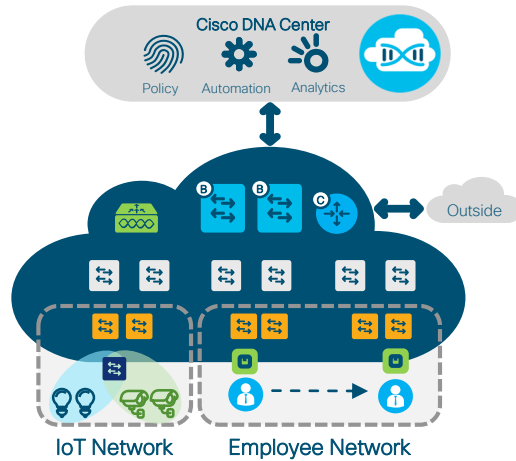 Cisco DNA Center
Policy
Automation
Analytics
B
B
C
Outside
IoT Network
Employee Network